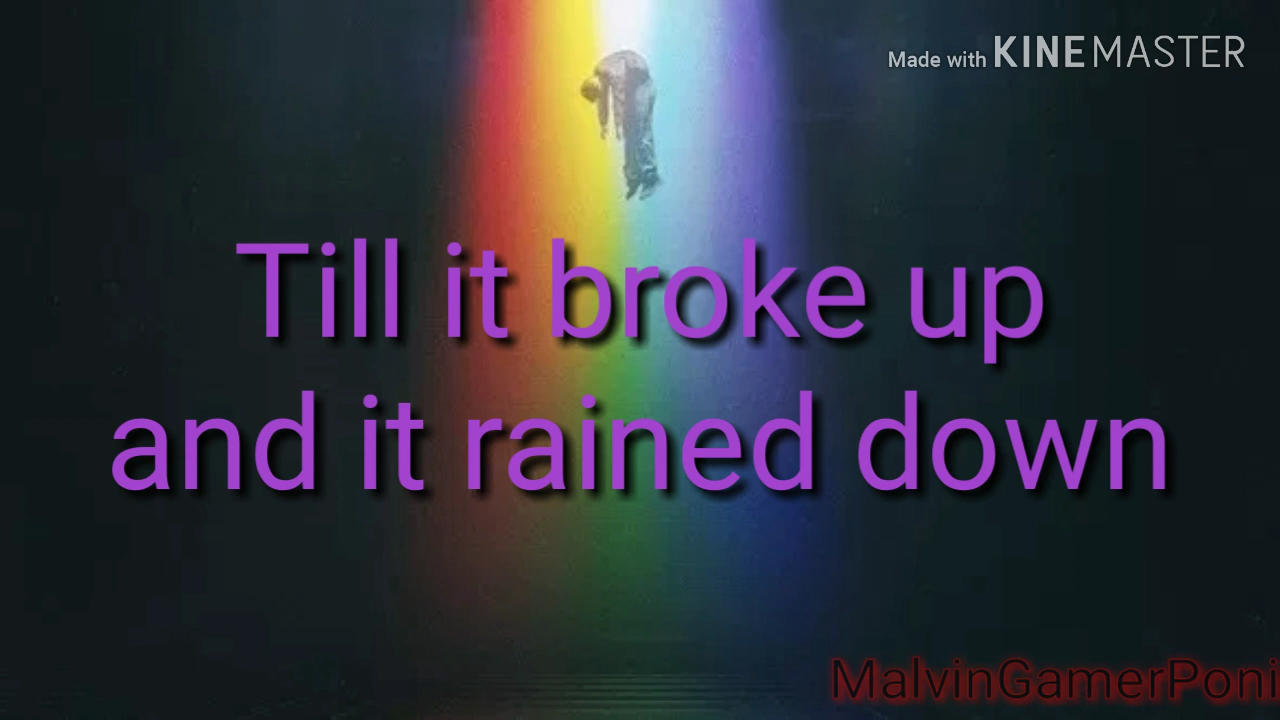 Made with KINEMASTER
Till it broke up
and it rained down
MalvinGamerPoni